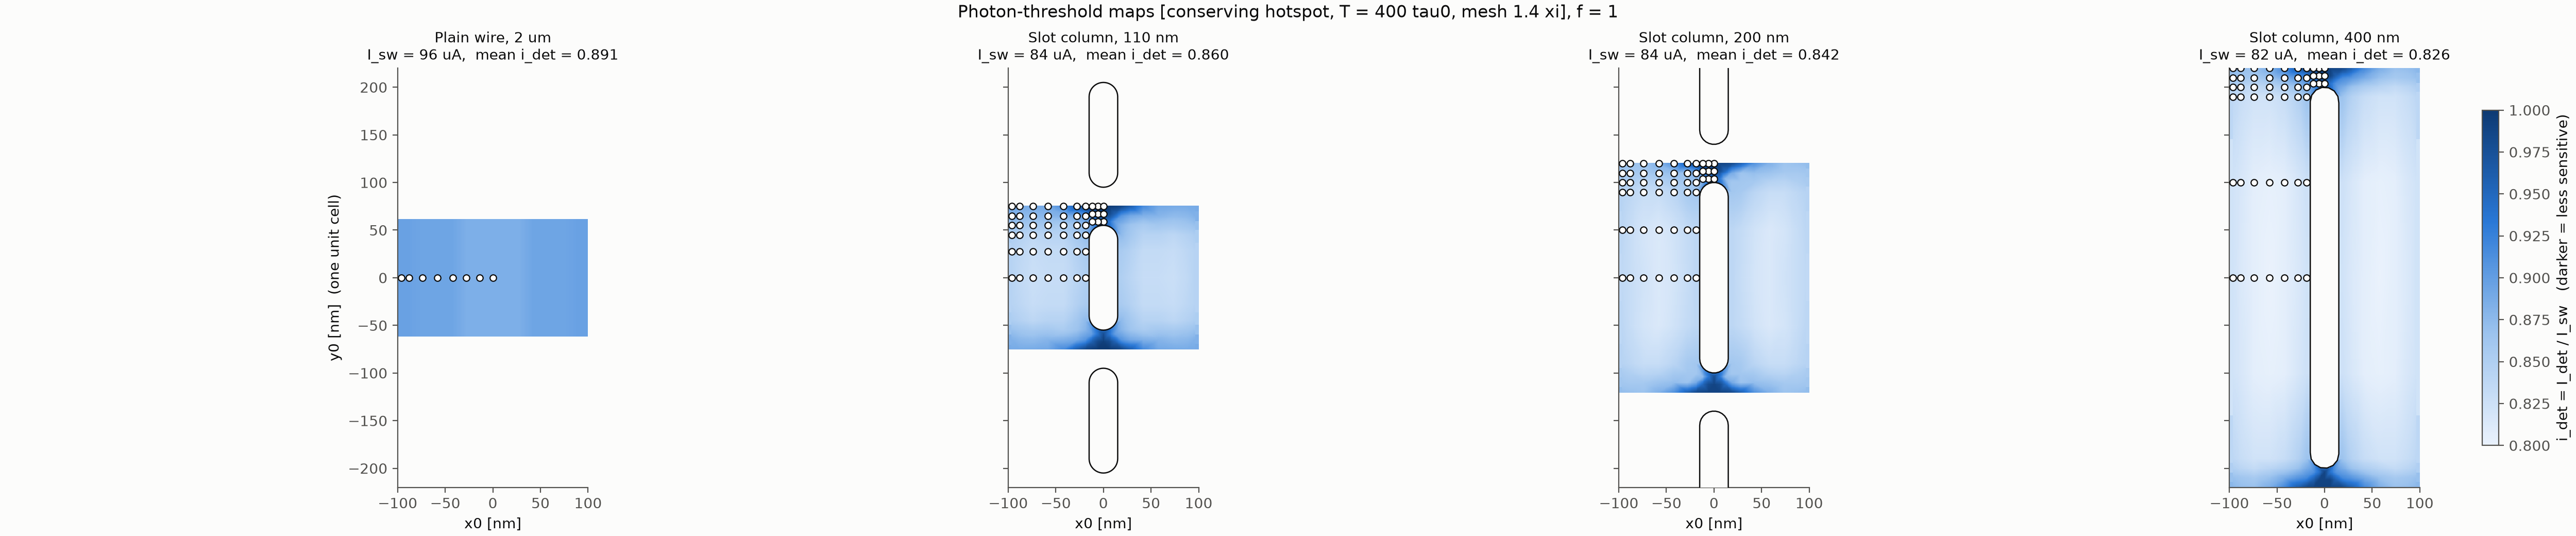 Photon-threshold maps [conserving hotspot, T = 400 tau0, mesh 1.4 xi], f = 1
Plain wire, 2 um
I_sw = 96 uA,  mean i_det = 0.891
Slot column, 110 nm
I_sw = 84 uA,  mean i_det = 0.860
Slot column, 200 nm
I_sw = 84 uA,  mean i_det = 0.842
Slot column, 400 nm
I_sw = 82 uA,  mean i_det = 0.826
y0 [nm]  (one unit cell)
200
150
100
50
0
−50
−100
−150
−200
−100 −50 0 50 100
x0 [nm]
−100 −50 0 50 100
x0 [nm]
−100 −50 0 50 100
x0 [nm]
−100 −50 0 50 100
x0 [nm]
1.000
0.975
0.950
0.925
0.900
0.875
0.850
0.825
0.800
i_det = I_det / I_sw   (darker = less sensitive)